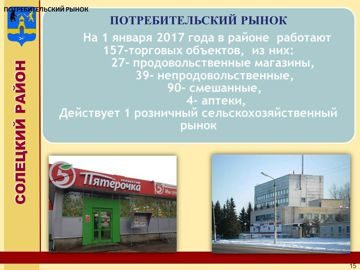 ПОТРЕБИТЕЛЬСКИЙ РЫНОК
ПОТРЕБИТЕЛЬСКИЙ РЫНОК
На 1 января 2017 года в районе работают
157-торговых объектов, из них:
27- продовольственные магазины,
39- непродовольственные,
90- смешанные,
4- аптеки,
Действует 1 розничный сельскохозяйственный
рынок
СОЛЕЦКИЙ РАЙОН
5 Пятёрочка
15